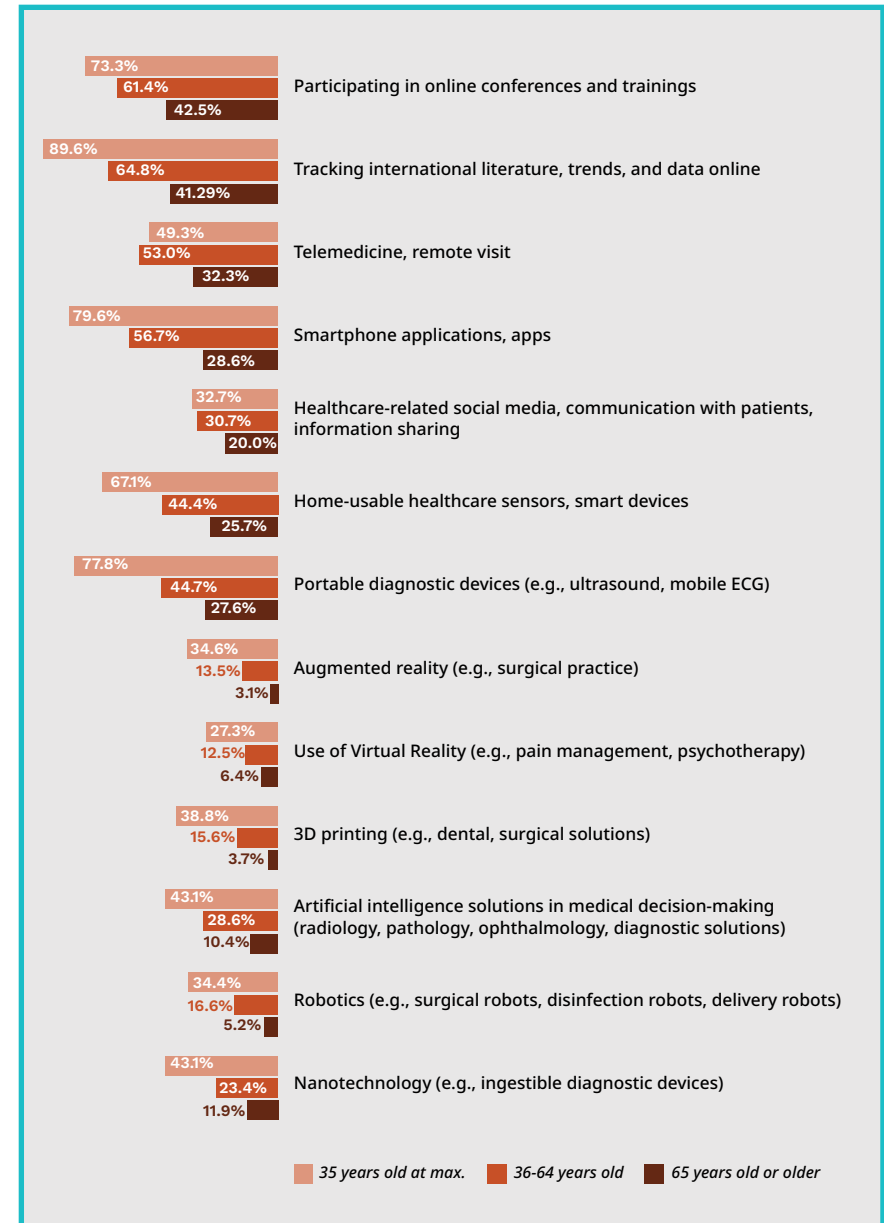 73.3%
61.4%
42.5%
Participating in online conferences and trainings
89.6%
64.8%
41.29%
Tracking international literature, trends, and data online
49.3%
53.0%
32.3%
Telemedicine, remote visit
79.6%
56.7%
28.6%
Smartphone applications, apps
32.7%
30.7%
20.0%
Healthcare-related social media, communication with patients,
information sharing
67.1%
44.4%
25.7%
Home-usable healthcare sensors, smart devices
77.8%
44.7%
27.6%
Portable diagnostic devices (e.g., ultrasound, mobile ECG)
34.6%
13.5%
3.1%
Augmented reality (e.g., surgical practice)
27.3%
12.5%
6.4%
Use of Virtual Reality (e.g., pain management, psychotherapy)
38.8%
15.6%
3.7%
3D printing (e.g., dental, surgical solutions)
43.1%
28.6%
10.4%
Artificial intelligence solutions in medical decision-making
(radiology, pathology, ophthalmology, diagnostic solutions)
34.4%
16.6%
5.2%
Robotics (e.g., surgical robots, disinfection robots, delivery robots)
43.1%
23.4%
11.9%
Nanotechnology (e.g., ingestible diagnostic devices)
35 years old at max. 36-64 years old 65 years old or older